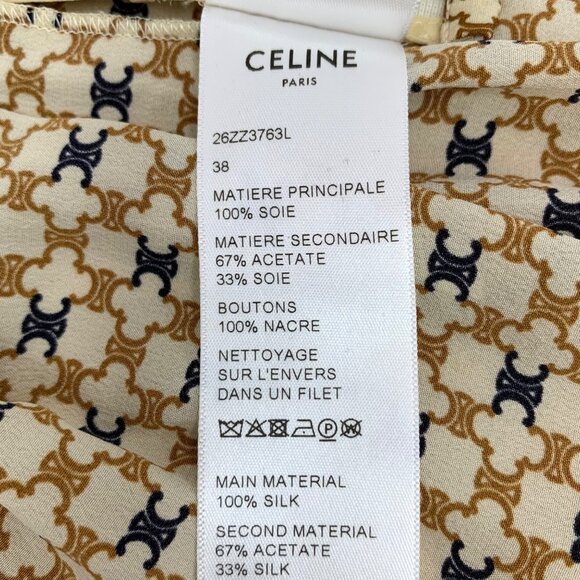 CELINE
PARIS
26ZZ3763L
38
MATIERE PRINCIPALE
100% SOIE
MATIERE SECONDAIRE
67% ACETATE
33% SOIE
BOUTONS
100% NACRE
NETTOYAGE
SUR L'ENVERS
DANS UN FILET
P W
MAIN MATERIAL
100% SILK
SECOND MATERIAL
67% ACETATE
33% SILK